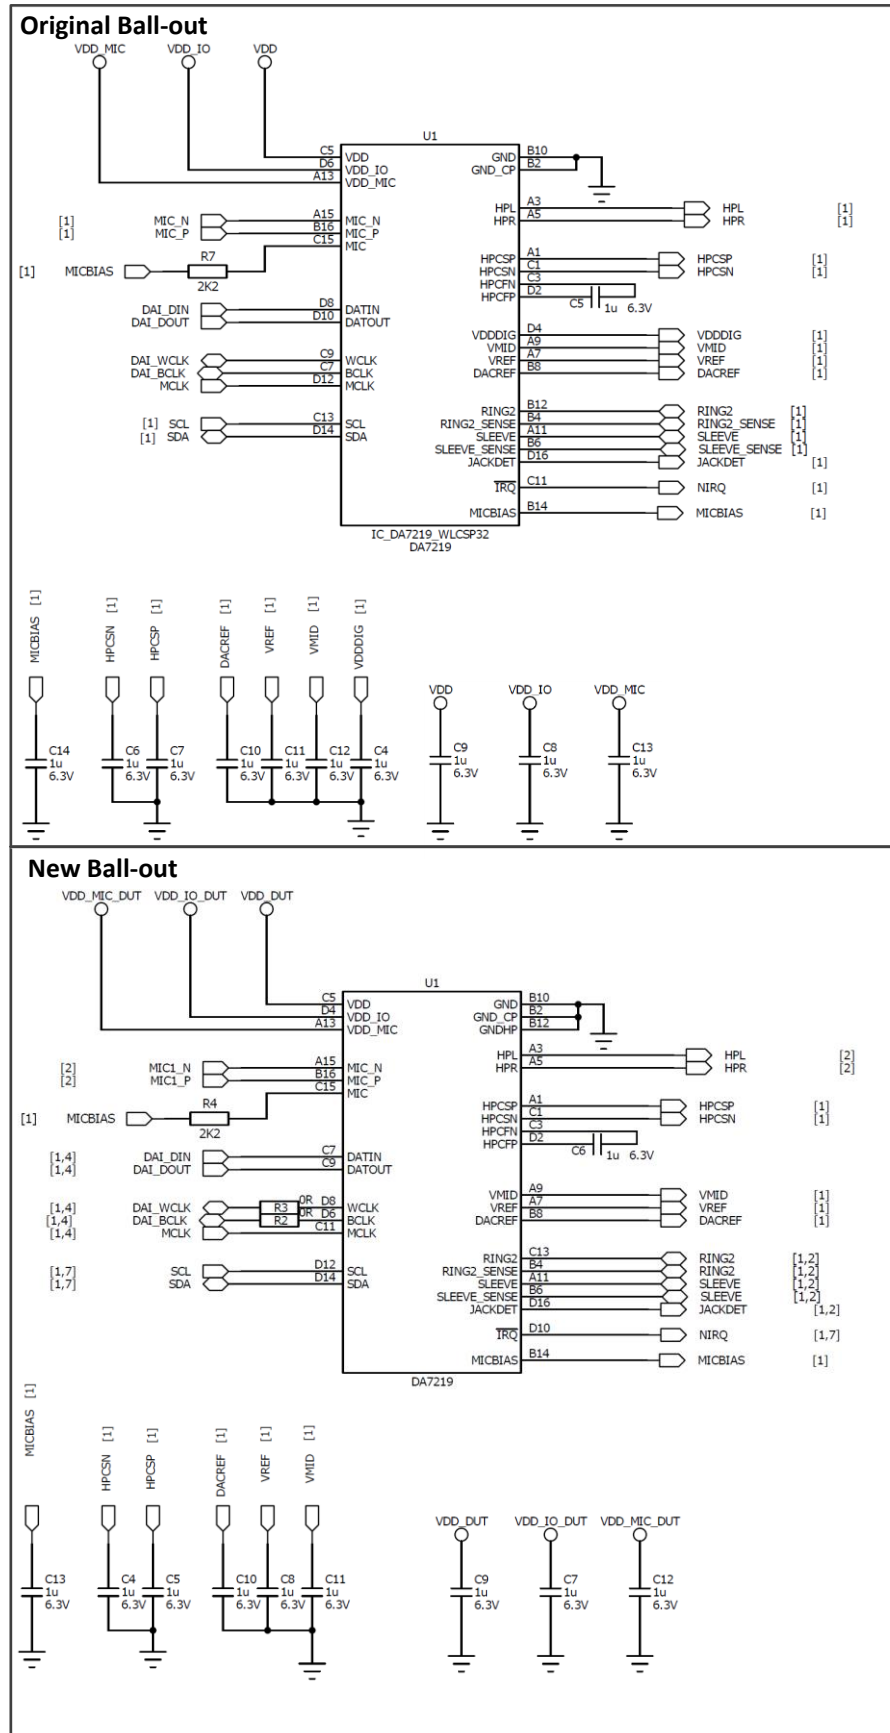 Original Ball-out
VDD_MIC VDD_IO VDD
U1
C5 VDD GND B10
D6 VDD_IO GND_CP B2
A13 VDD_MIC
HPL A3 HPL [1]
[1] MIC_N A15 MIC_N HPR A5 HPR [1]
[1] MIC_P B16 MIC_P
C15 MIC
R7
HPCSP A1 HPCSP [1]
[1] MICBIAS HPCSN C1 HPCSN [1]
2K2 HPCFN C3
HPCFP D2 C5 1u 6.3V
DAI_DIN D8 DATIN
DAI_DOUT D10 DATOUT
VDDDIG D4 VDDDIG [1]
VMID A9 VMID [1]
DAI_WCLK C9 WCLK VREF A7 VREF [1]
DAI_BCLK C7 BCLK DACREF B8 DACREF [1]
MCLK D12 MCLK
RING2 B12 RING2 [1]
[1] SCL C13 SCL RING2_SENSE B4 RING2_SENSE [1]
[1] SDA D14 SDA SLEEVE A11 SLEEVE [1]
SLEEVE_SENSE B6 SLEEVE_SENSE [1]
JACKDET D16 JACKDET [1]
IRQ C11 NIRQ [1]
MICBIAS B14 MICBIAS [1]
IC_DA7219_WLCSP32
DA7219
MICBIAS [1]
HPCSN [1]
HPCSP [1]
DACREF [1]
VREF [1]
VMID [1]
VDDDIG [1]
VDD VDD_IO VDD_MIC
C14 C6 C7 C10 C11 C12 C4 C9 C8 C13
1u 1u 1u 1u 1u 1u 1u 1u 1u 1u
6.3V 6.3V 6.3V 6.3V 6.3V 6.3V 6.3V 6.3V 6.3V 6.3V
New Ball-out
VDD_MIC_DUT VDD_IO_DUT VDD_DUT
U1
C5 VDD GND B10
D4 VDD_IO GND_CP B2
A13 VDD_MIC GNDHP B12
HPL A3 HPL [2]
[2] MIC1_N A15 MIC_N HPR A5 HPR [2]
[2] MIC1_P B16 MIC_P
C15 MIC
R4
HPCSP A1 HPCSP [1]
[1] MICBIAS HPCSN C1 HPCSN [1]
2K2 HPCFN C3
HPCFP D2 C6 1u 6.3V
[1,4] DAI_DIN C7 DATIN
[1,4] DAI_DOUT C9 DATOUT
VMID A9 VMID [1]
[1,4] DAI_WCLK R3 0R D8 WCLK VREF A7 VREF [1]
[1,4] DAI_BCLK R2 0R D6 BCLK DACREF B8 DACREF [1]
[1,4] MCLK C11 MCLK
RING2 C13 RING2 [1,2]
[1,7] SCL D12 SCL RING2_SENSE B4 RING2 [1,2]
[1,7] SDA D14 SDA SLEEVE A11 SLEEVE [1,2]
SLEEVE_SENSE B6 SLEEVE [1,2]
JACKDET D16 JACKDET [1,2]
IRQ D10 NIRQ [1,7]
MICBIAS B14 MICBIAS [1]
DA7219
MICBIAS [1]
HPCSN [1]
HPCSP [1]
DACREF [1]
VREF [1]
VMID [1]
VDD_DUT VDD_IO_DUT VDD_MIC_DUT
C13 C4 C5 C10 C8 C11 C9 C7 C12
1u 1u 1u 1u 1u 1u 1u 1u 1u
6.3V 6.3V 6.3V 6.3V 6.3V 6.3V 6.3V 6.3V 6.3V